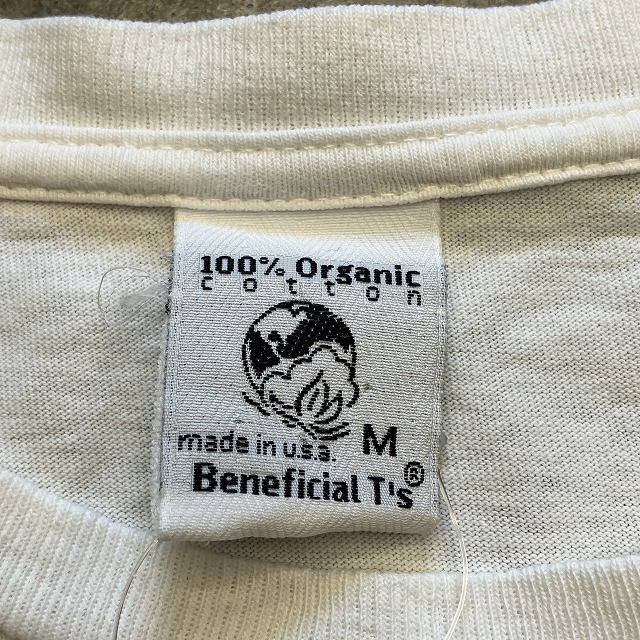 100% Organic
cotton
made in u.s.a. M
Beneficial T's®